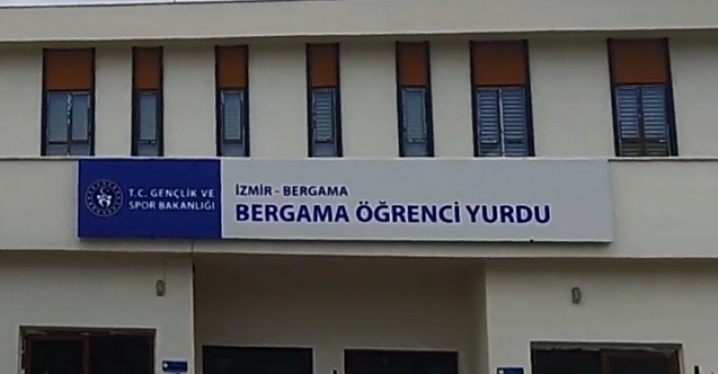 T.C. GENÇLİK VE
SPOR BAKANLIĞI
İZMİR - BERGAMA
BERGAMA ÖĞRENCİ YURDU